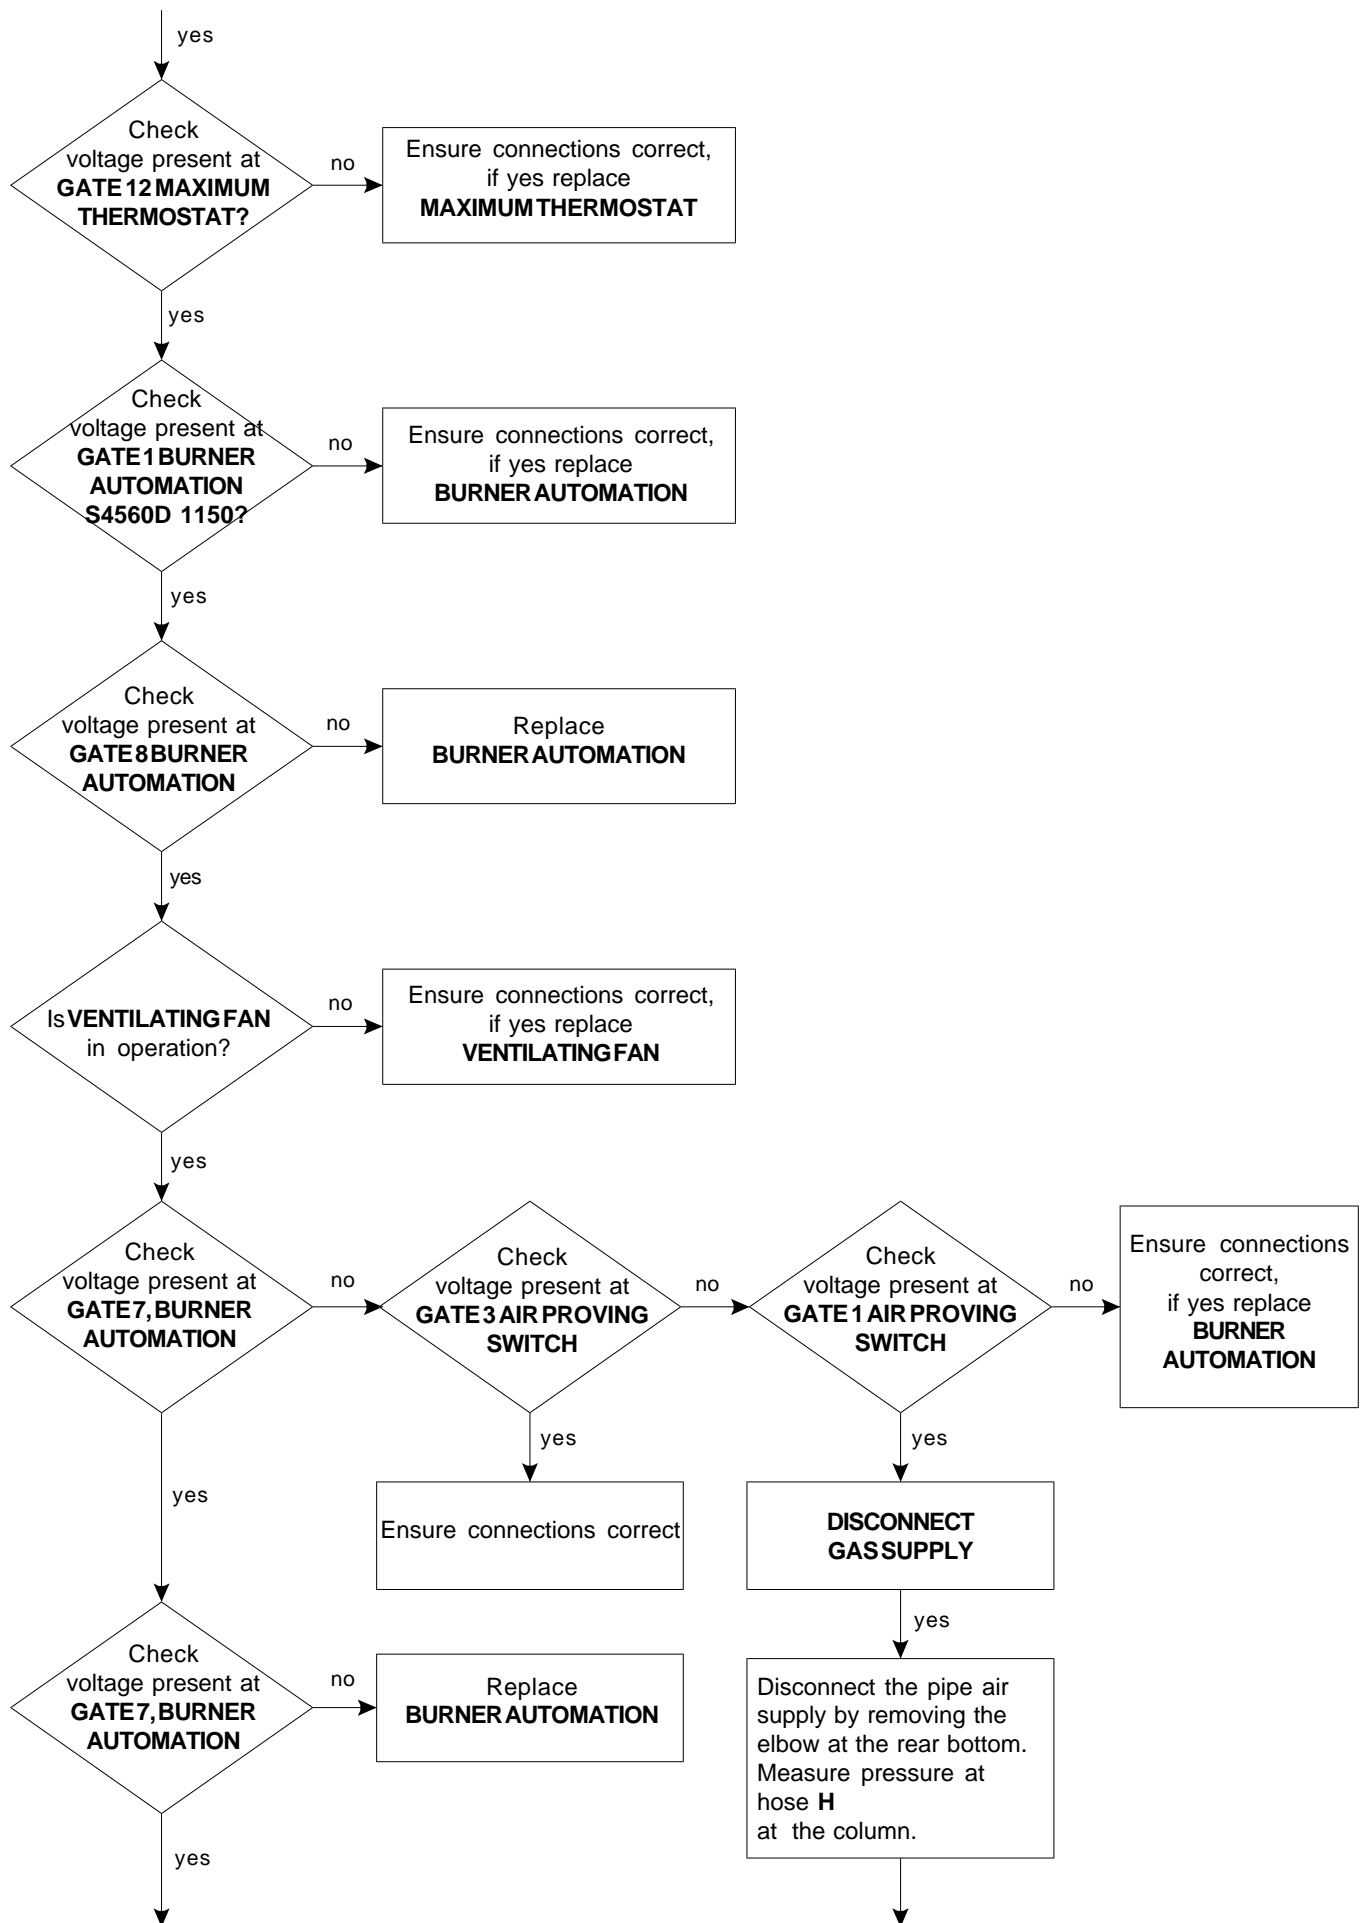 yes
Check
voltage present at
GATE 12 MAXIMUM
THERMOSTAT?
no
Ensure connections correct,
if yes replace
MAXIMUM THERMOSTAT
yes
Check
voltage present at
GATE 1 BURNER
AUTOMATION
S4560D 1150?
no
Ensure connections correct,
if yes replace
BURNER AUTOMATION
yes
Check
voltage present at
GATE 8 BURNER
AUTOMATION
no
Replace
BURNER AUTOMATION
yes
Is VENTILATING FAN
in operation?
no
Ensure connections correct,
if yes replace
VENTILATING FAN
yes
Check
voltage present at
GATE 7, BURNER
AUTOMATION
no
Check
voltage present at
GATE 3 AIR PROVING
SWITCH
no
Check
voltage present at
GATE 1 AIR PROVING
SWITCH
no
Ensure connections
correct,
if yes replace
BURNER
AUTOMATION
yes
yes
yes
Ensure connections correct
DISCONNECT
GAS SUPPLY
yes
Check
voltage present at
GATE 7, BURNER
AUTOMATION
no
Replace
BURNER AUTOMATION
Disconnect the pipe air
supply by removing the
elbow at the rear bottom.
Measure pressure at
hose H
at the column.
yes